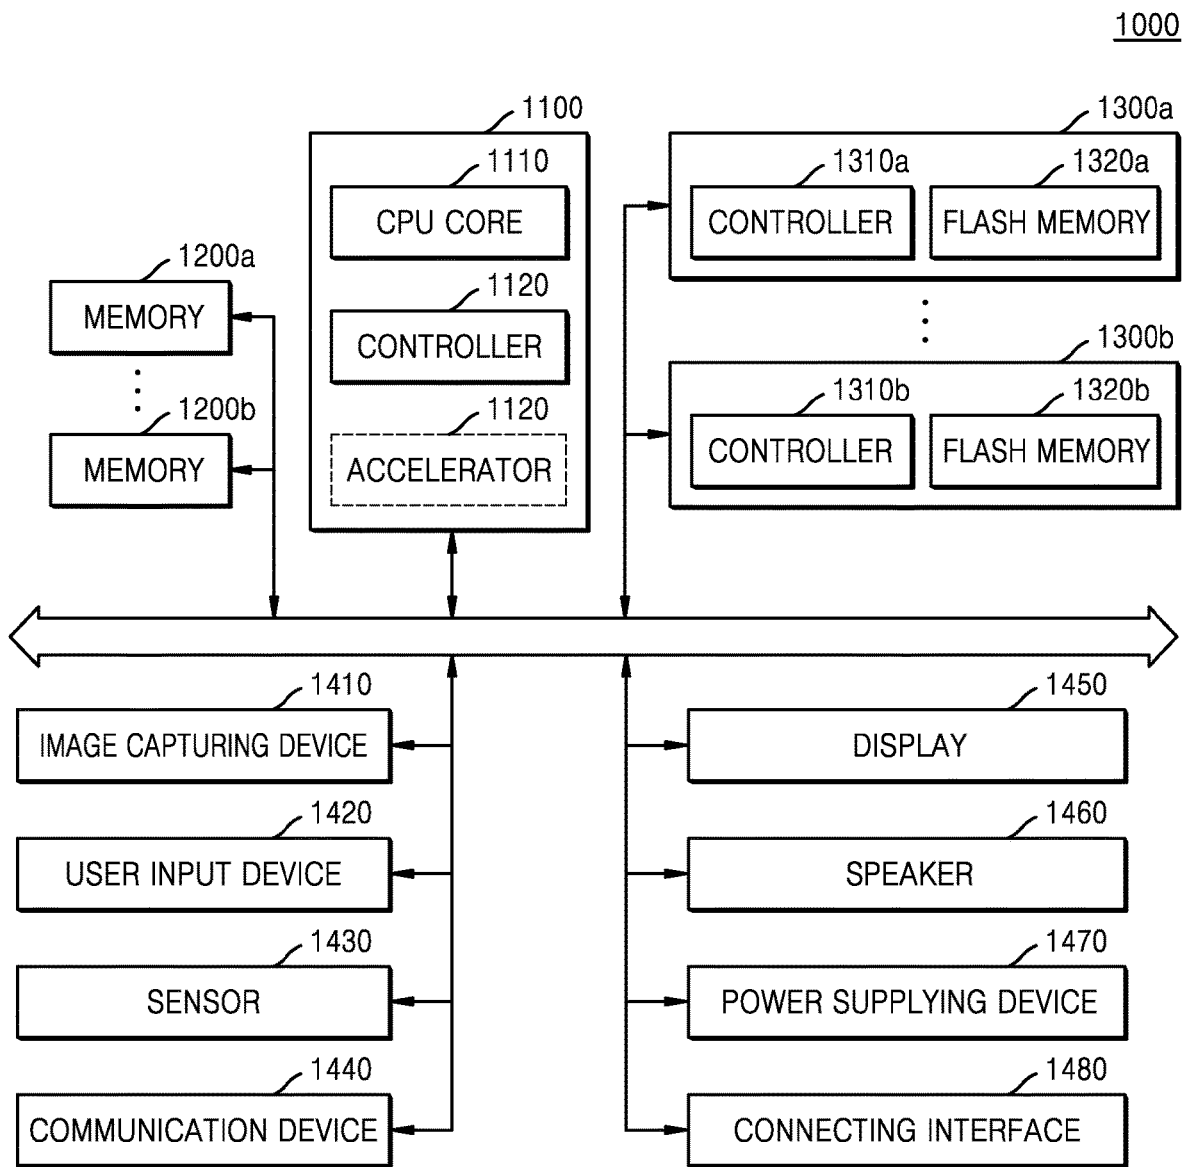 1000
1100
1110
CPU CORE
1120
CONTROLLER
1120
ACCELERATOR
1200a
MEMORY
1200b
MEMORY
1300a
1310a
CONTROLLER
1320a
FLASH MEMORY
1300b
1310b
CONTROLLER
1320b
FLASH MEMORY
1410
IMAGE CAPTURING DEVICE
1420
USER INPUT DEVICE
1430
SENSOR
1440
COMMUNICATION DEVICE
1450
DISPLAY
1460
SPEAKER
1470
POWER SUPPLYING DEVICE
1480
CONNECTING INTERFACE